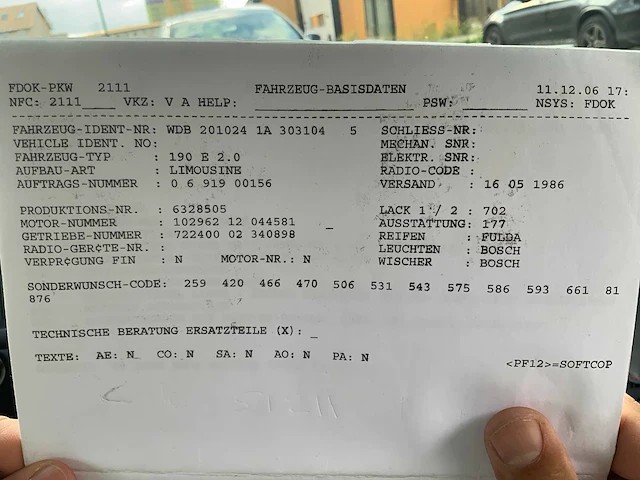 FDOK-PKW 2111 FAHRZEUG-BASISDATEN 11.12.06 17:
NFC: 2111____ VKZ: V A HELP: PSW: NSYS: FDOK
FAHRZEUG-IDENT-NR: WDB 201024 1A 303104 5 SCHLIESS-NR:
VEHICLE IDENT. NO: MECHAN. SNR:
FAHRZEUG-TYP : 190 E 2.0 ELEKTR. SNR:
AUFBAU-ART : LIMOUSINE RADIO-CODE :
AUFTRAGS-NUMMER : 0 6 919 00156 VERSAND : 16 05 1986
PRODUKTIONS-NR. : 6328505 LACK 1 / 2 : 702
MOTOR-NUMMER : 102962 12 044581 _ AUSSTATTUNG: 177
GETRIEBE-NUMMER : 722400 02 340898 REIFEN : FULDA
RADIO-GER¢TE-NR. : LEUCHTEN : BOSCH
VERPR¢GUNG FIN : N MOTOR-NR.: N WISCHER : BOSCH
SONDERWUNSCH-CODE: 259 420 466 470 506 531 543 575 586 593 661 81
876
TECHNISCHE BERATUNG ERSATZTEILE (X): _
TEXTE: AE: N_ CO: N SA: N AO: N PA: N
<PF12>=SOFTCOP